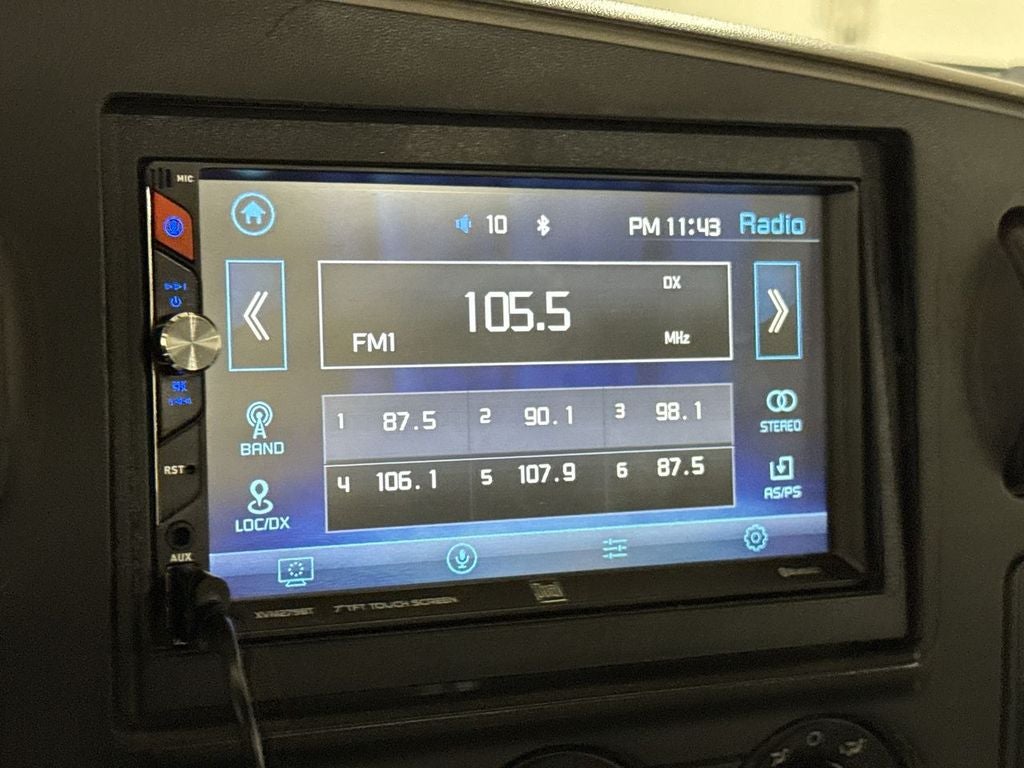 MIC
10
PM 11:43
Radio
DX
105.5
FM1
MHz
1 87.5 2 90.1 3 98.1
4 106.1 5 107.9 6 87.5
BAND
LOC/DX
STEREO
AS/PS
RST
AUX
7" TFT TOUCH SCREEN
Dual